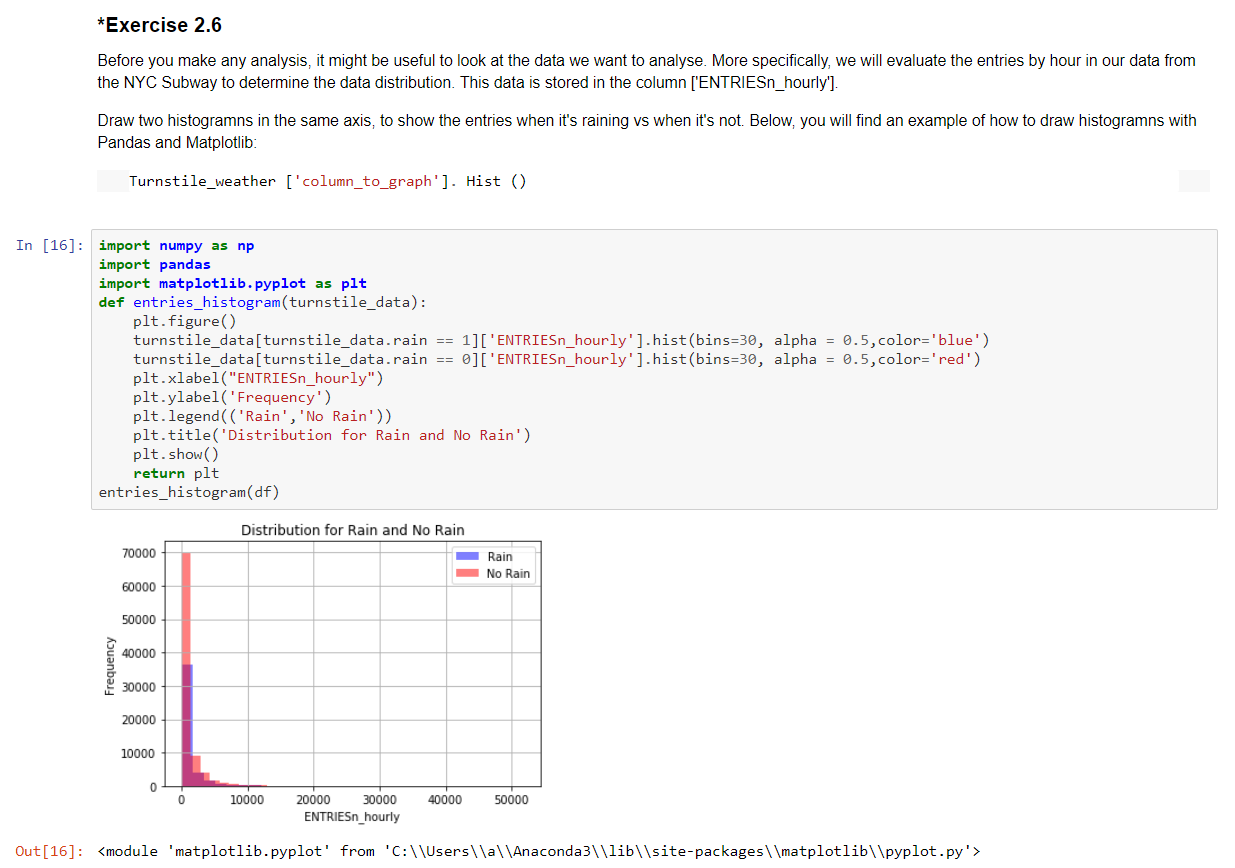 *Exercise 2.6
Before you make any analysis, it might be useful to look at the data we want to analyse. More specifically, we will evaluate the entries by hour in our data from
the NYC Subway to determine the data distribution. This data is stored in the column ['ENTRIESn_hourly'].
Draw two histogramns in the same axis, to show the entries when it's raining vs when it's not. Below, you will find an example of how to draw histogramns with
Pandas and Matplotlib:
Turnstile_weather ['column_to_graph']. Hist ()
In [16]:
import numpy as np
import pandas
import matplotlib.pyplot as plt
def entries_histogram(turnstile_data):
    plt.figure()
    turnstile_data[turnstile_data.rain == 1]['ENTRIESn_hourly'].hist(bins=30, alpha = 0.5,color='blue')
    turnstile_data[turnstile_data.rain == 0]['ENTRIESn_hourly'].hist(bins=30, alpha = 0.5,color='red')
    plt.xlabel("ENTRIESn_hourly")
    plt.ylabel('Frequency')
    plt.legend(('Rain','No Rain'))
    plt.title('Distribution for Rain and No Rain')
    plt.show()
    return plt
entries_histogram(df)
Distribution for Rain and No Rain
Rain
No Rain
70000
60000
50000
40000
30000
20000
10000
0
Frequency
0 10000 20000 30000 40000 50000
ENTRIESn_hourly
Out[16]: <module 'matplotlib.pyplot' from 'C:\\Users\\a\\Anaconda3\\lib\\site-packages\\matplotlib\\pyplot.py'>